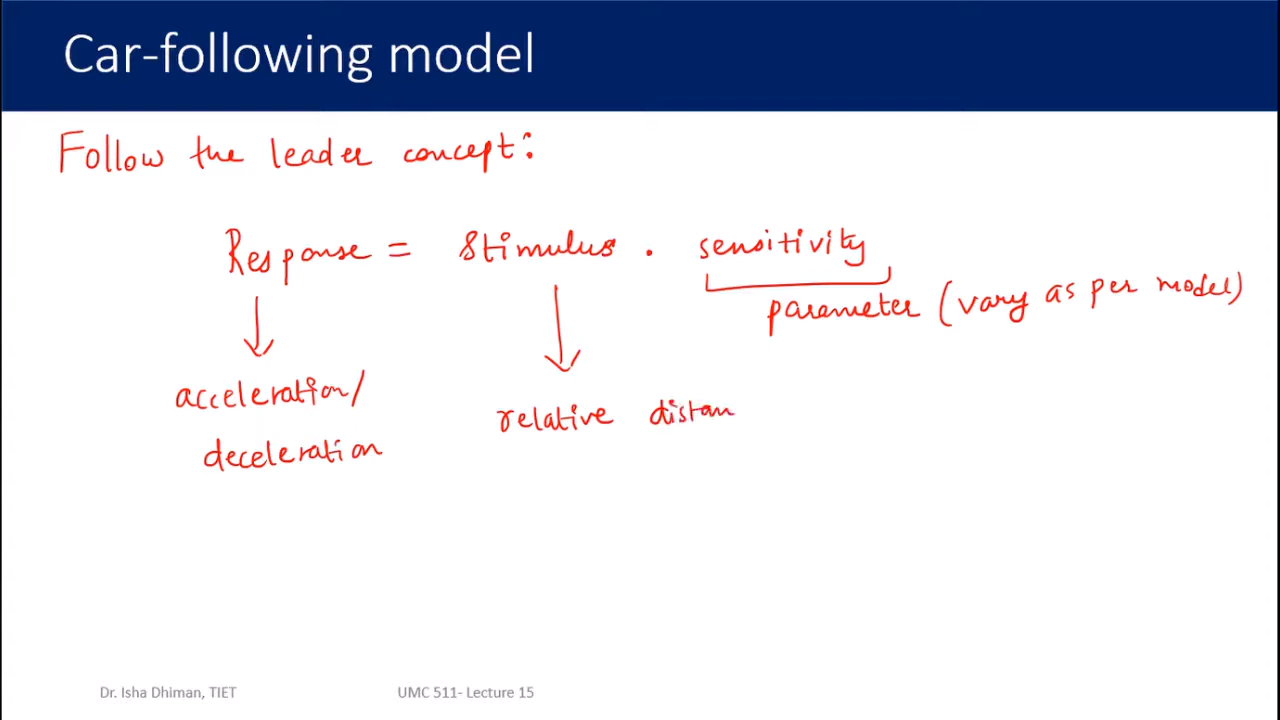 Car-following model
Follow the leader concept:
Response = Stimulus . sensitivity
parameter (vary as per model)
acceleration/
deceleration
relative distan
Dr. Isha Dhiman, TIET
UMC 511- Lecture 15